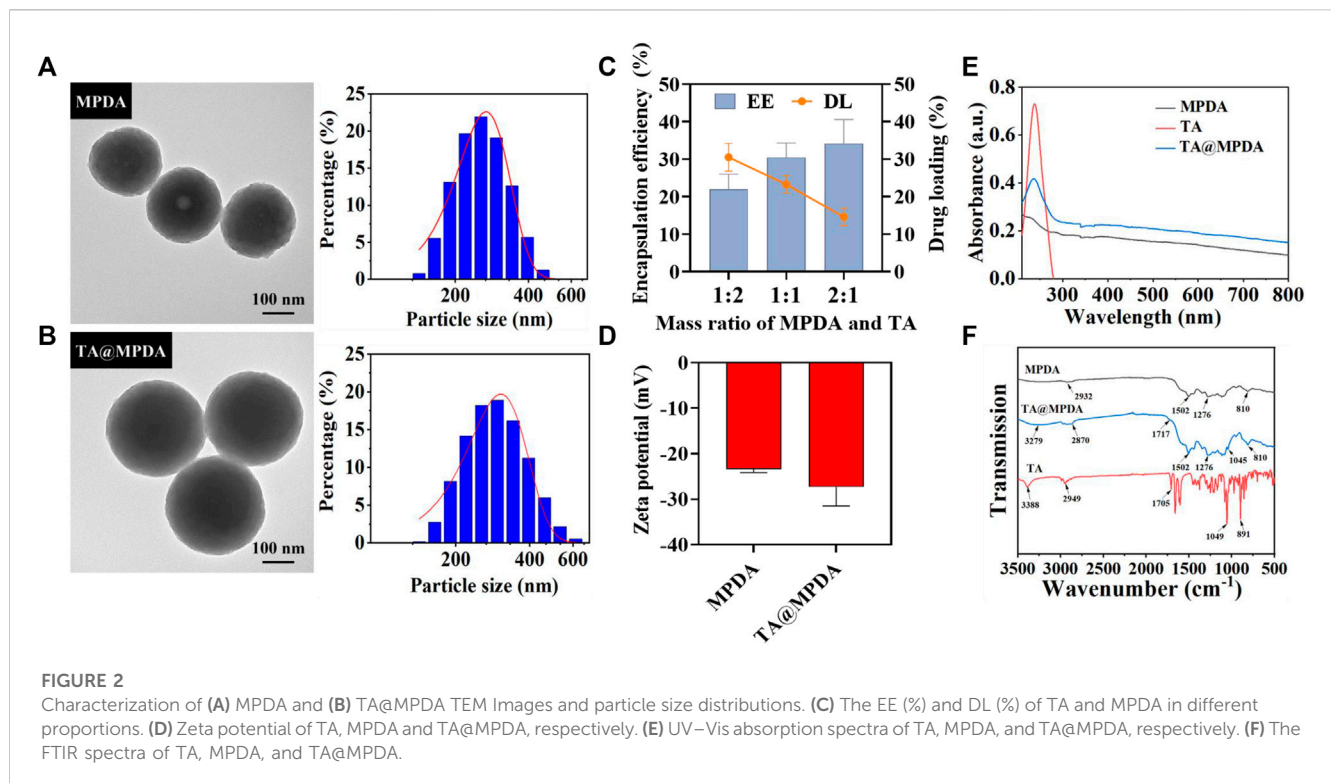 A
MPDA
100 nm
Percentage (%)
25
20
15
10
5
0
200
400
600
Particle size (nm)
B
TA@MPDA
100 nm
Percentage (%)
25
20
15
10
5
0
200
400
600
Particle size (nm)
C
Encapsulation efficiency (%)
50
40
30
20
10
0
EE
DL
50
40
30
20
10
0
Drug loading (%)
1:2
1:1
2:1
Mass ratio of MPDA and TA
D
Zeta potential (mV)
0
-10
-20
-30
-40
MPDA
TA@MPDA
E
Absorbance (a.u.)
0.8
0.6
0.4
0.2
0.0
MPDA
TA
TA@MPDA
300 400 500 600 700 800
Wavelength (nm)
F
Transmission
MPDA
2932
1502
1276
810
TA@MPDA
3279
2870
1717
1502
1276
1045
810
TA
3388
2949
1705
1049
891
3500 3000 2500 2000 1500 1000 500
Wavenumber (cm-1)
FIGURE 2
Characterization of (A) MPDA and (B) TA@MPDA TEM Images and particle size distributions. (C) The EE (%) and DL (%) of TA and MPDA in different
proportions. (D) Zeta potential of TA, MPDA and TA@MPDA, respectively. (E) UV–Vis absorption spectra of TA, MPDA, and TA@MPDA, respectively. (F) The
FTIR spectra of TA, MPDA, and TA@MPDA.